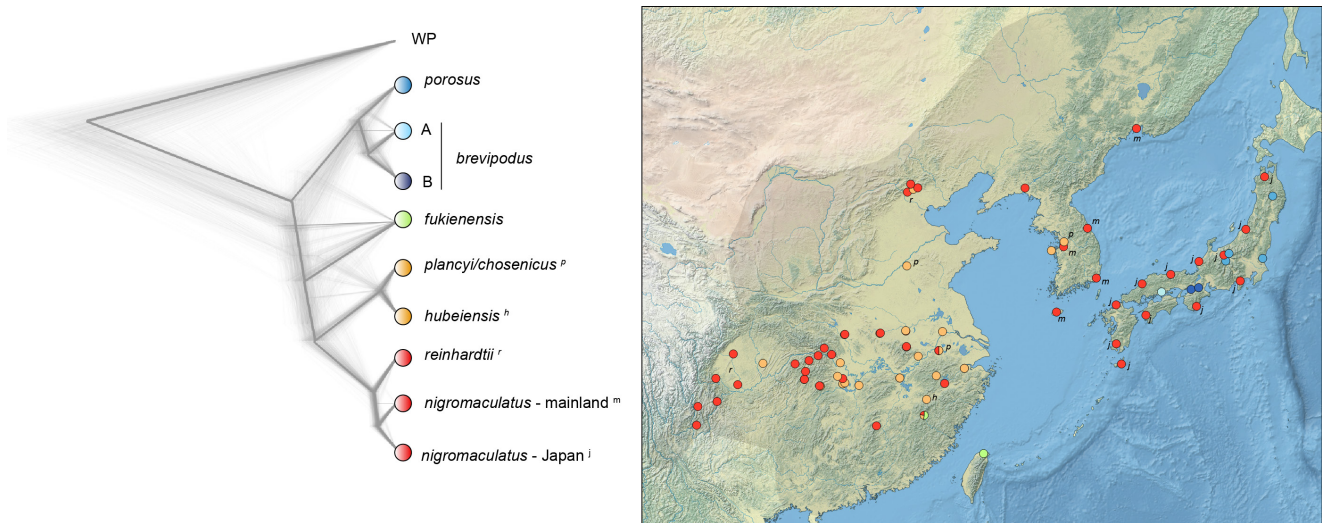 WP
porosus
A
brevipodus
B
fukienensis
plancyi/chosenicus p
hubeiensis h
reinhardtii r
nigromaculatus - mainland m
nigromaculatus - Japan j
m
r
j
m
p
j
m
p
j
j
j
m
j
j
j
m
j
j
p
j
r
j
h